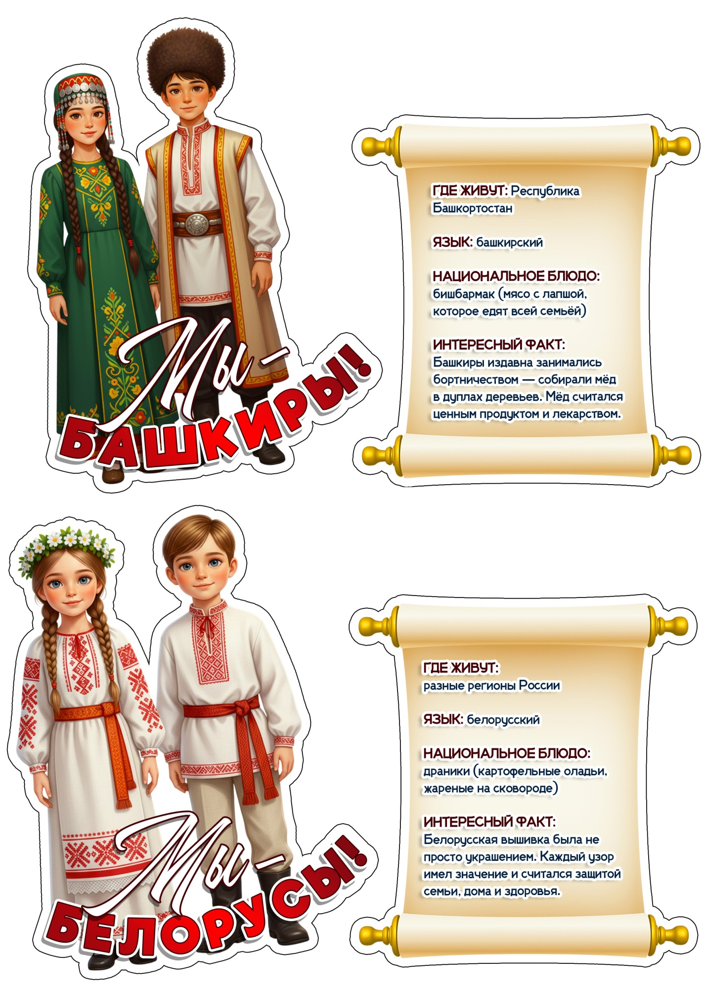 Мы –
БАШКИРЫ!
ГДЕ ЖИВУТ: Республика
Башкортостан
ЯЗЫК: башкирский
НАЦИОНАЛЬНОЕ БЛЮДО:
бишбармак (мясо с лапшой,
которое едят всей семьёй)
ИНТЕРЕСНЫЙ ФАКТ:
Башкиры издавна занимались
бортничеством — собирали мёд
в дуплах деревьев. Мёд считался
ценным продуктом и лекарством.
Мы –
БЕЛОРУСЫ!
ГДЕ ЖИВУТ:
разные регионы России
ЯЗЫК: белорусский
НАЦИОНАЛЬНОЕ БЛЮДО:
драники (картофельные оладьи,
жареные на сковороде)
ИНТЕРЕСНЫЙ ФАКТ:
Белорусская вышивка была не
просто украшением. Каждый узор
имел значение и считался защитой
семьи, дома и здоровья.